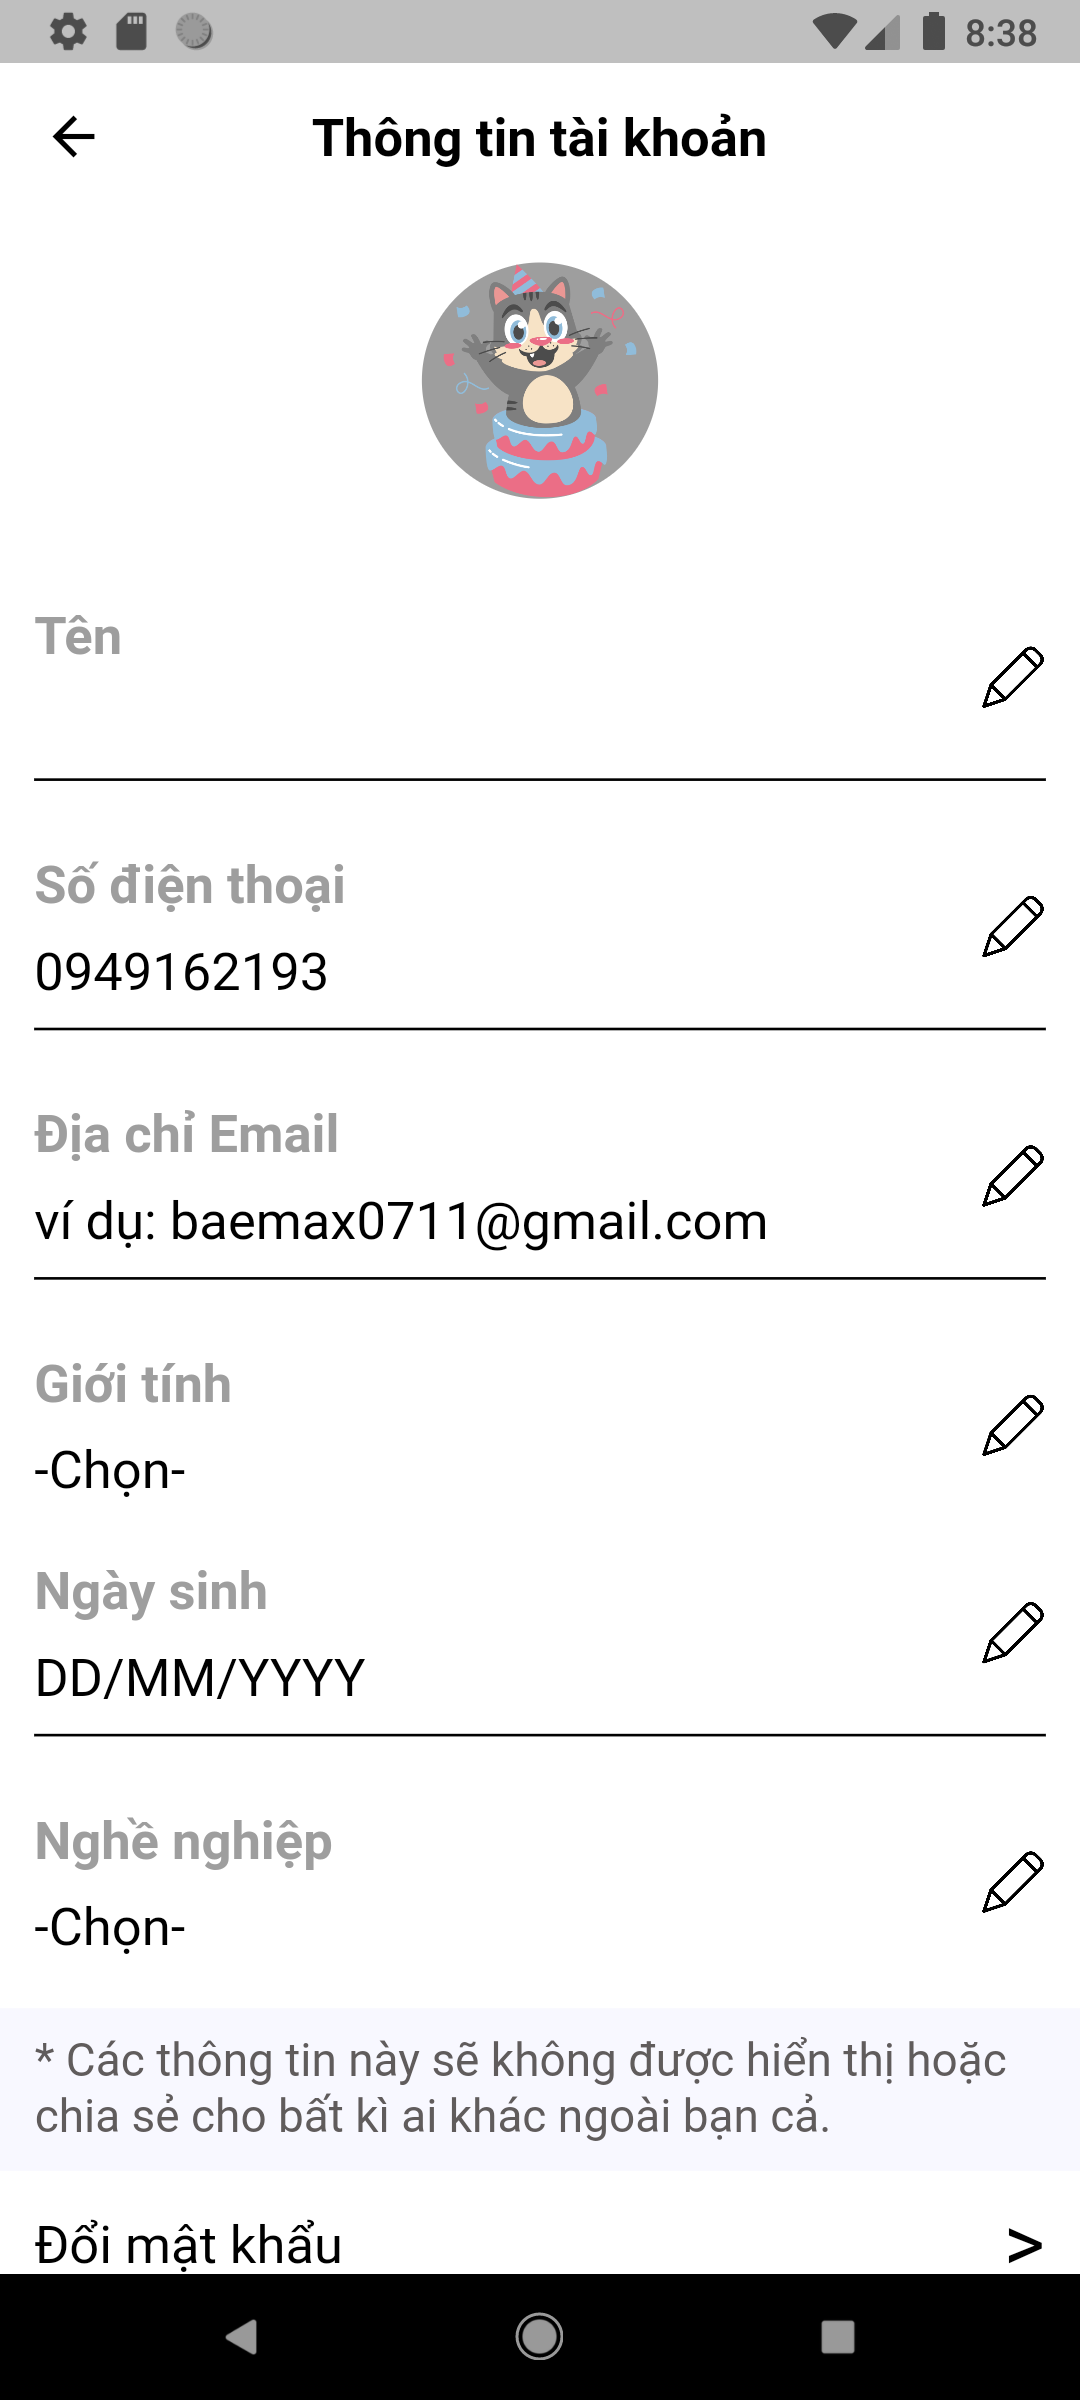 8:38
Thông tin tài khoản
Tên
Số điện thoại
0949162193
Địa chỉ Email
ví dụ: baemax0711@gmail.com
Giới tính
-Chọn-
Ngày sinh
DD/MM/YYYY
Nghề nghiệp
-Chọn-
* Các thông tin này sẽ không được hiển thị hoặc
chia sẻ cho bất kì ai khác ngoài bạn cả.
Đổi mật khẩu >